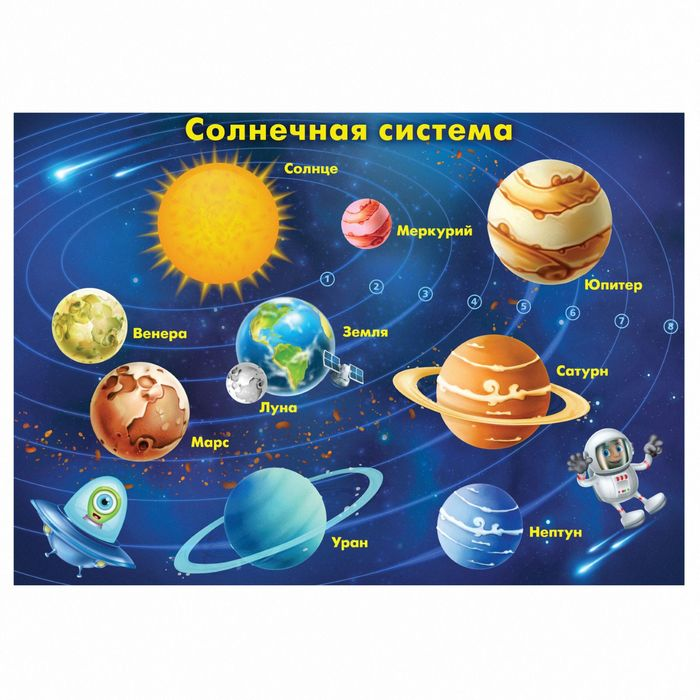 Солнечная система
Солнце
Меркурий
Юпитер
1
2
3
4
5
6
7
8
Венера
Земля
Сатурн
Луна
Марс
Уран
Нептун